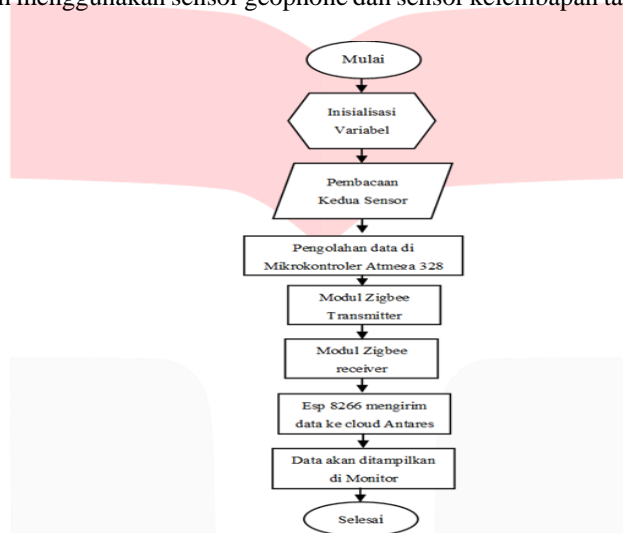 menggunakan sensor geophone dan sensor kelembapan ta
Mulai
Inisialisasi
Variabel
Pembacaan
Kedua Sensor
Pengolahan data di
Mikrokontroler Atmega 328
Modul Zigbee
Transmitter
Modul Zigbee
receiver
Esp 8266 mengirim
data ke cloud Antares
Data akan ditampilkan
di Monitor
Selesai